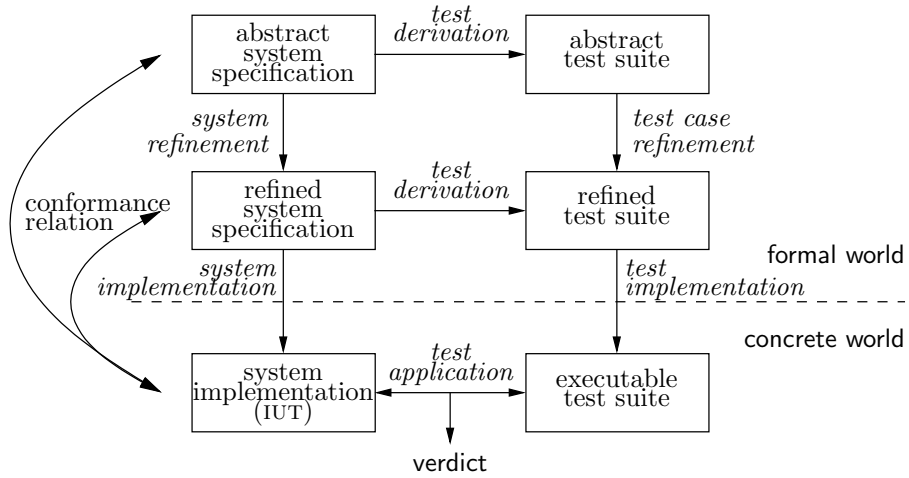 abstract
system
specification
test
derivation
abstract
test suite
system
refinement
test case
refinement
conformance
relation
refined
system
specification
test
derivation
refined
test suite
formal world
system
implementation
test
implementation
concrete world
system
implementation
(IUT)
test
application
executable
test suite
verdict